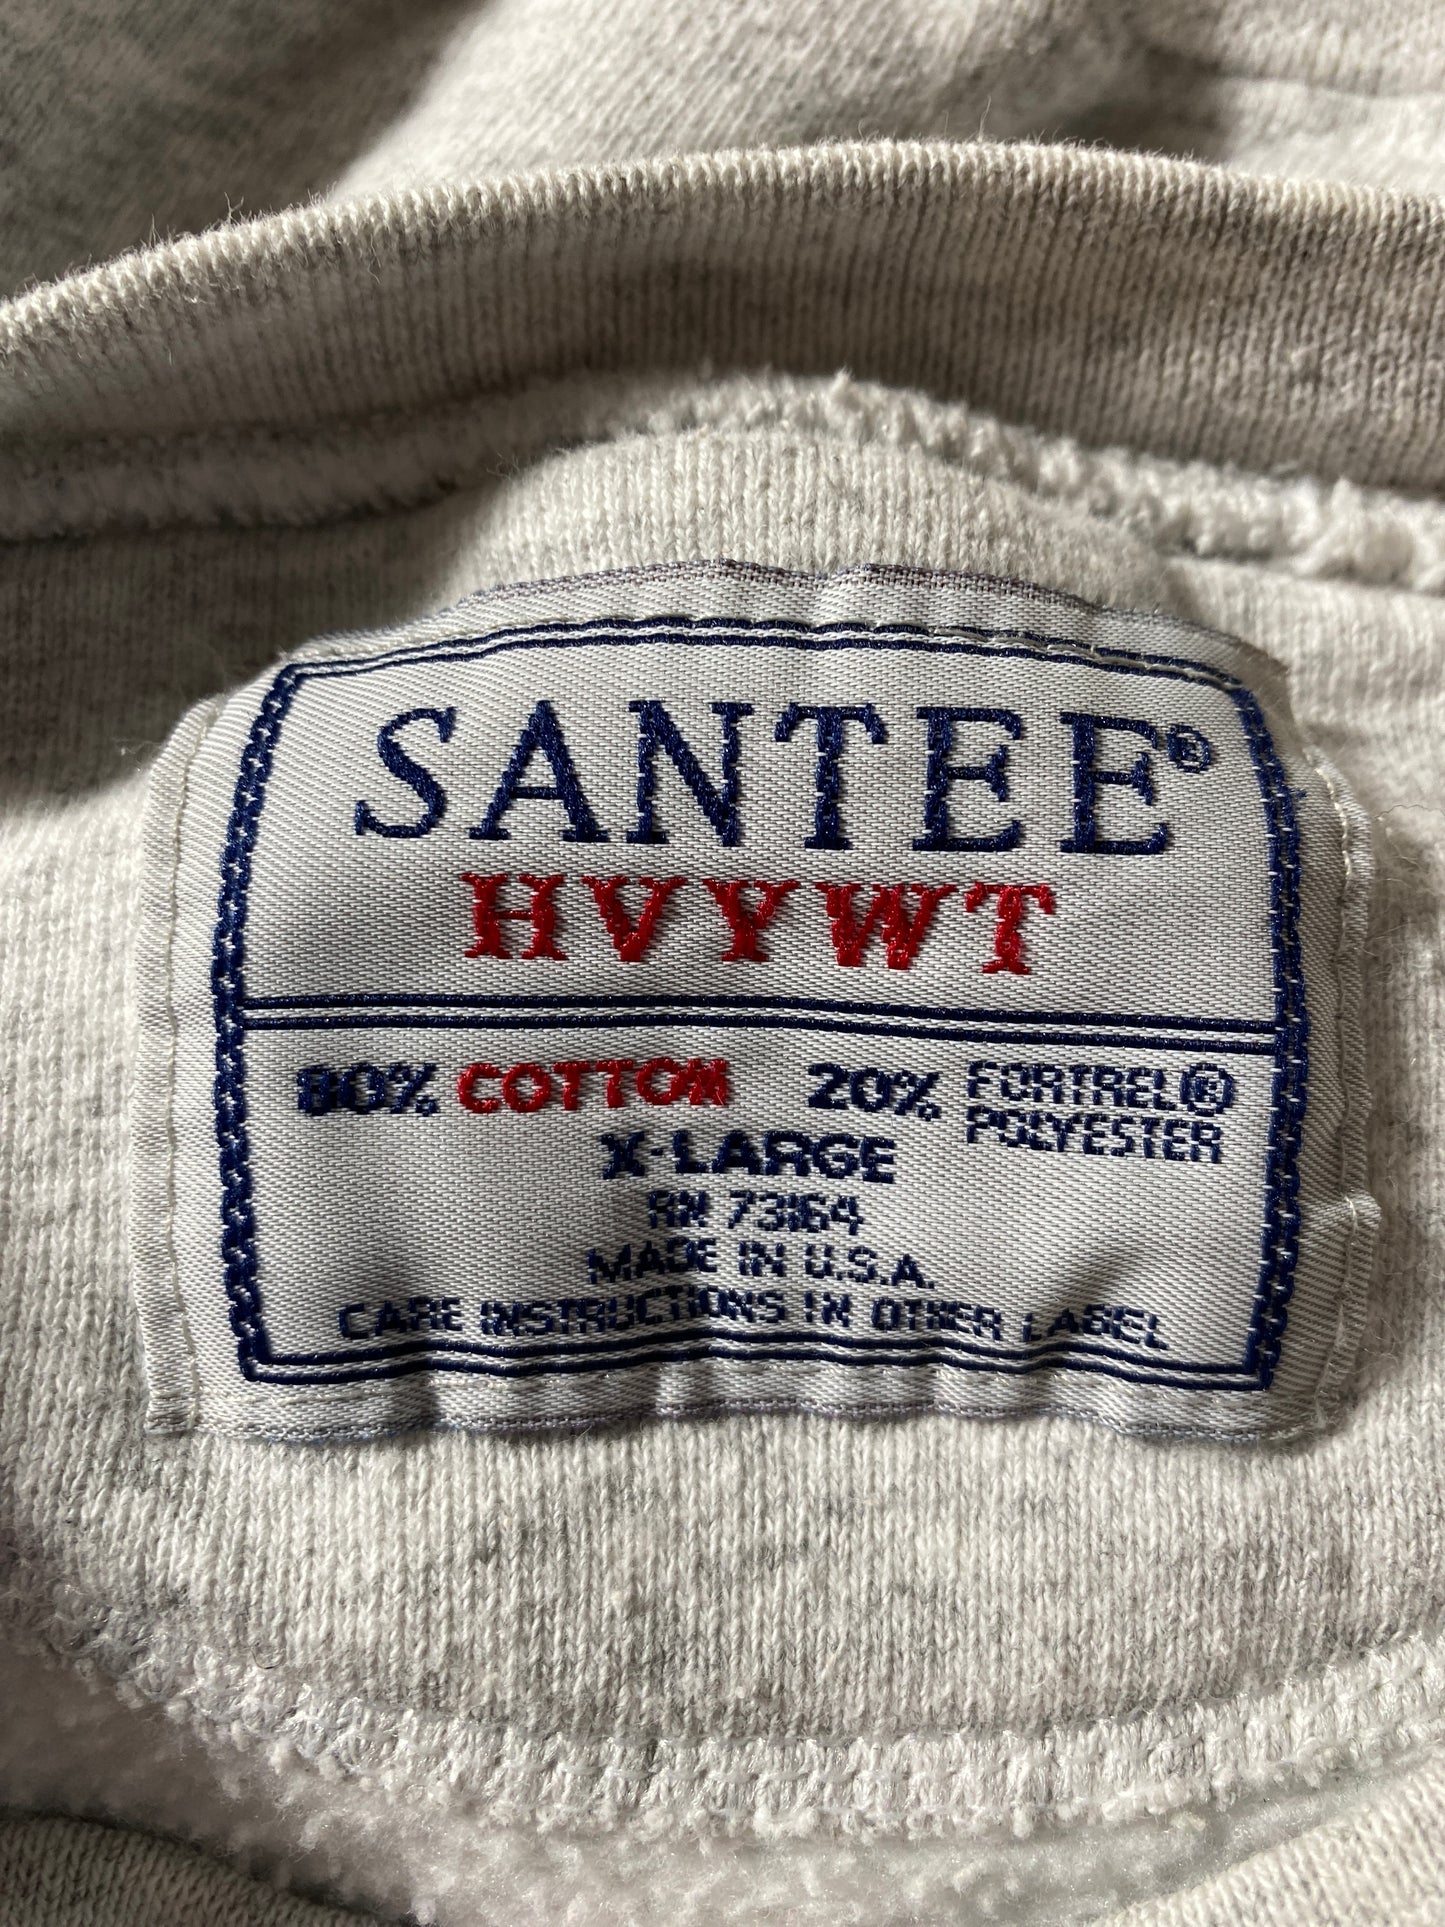 SANTEE®
HVYWT
80% COTTON 20% FORTREL®
POLYESTER
X-LARGE
RN 73164
MADE IN U.S.A.
CARE INSTRUCTIONS IN OTHER LABEL